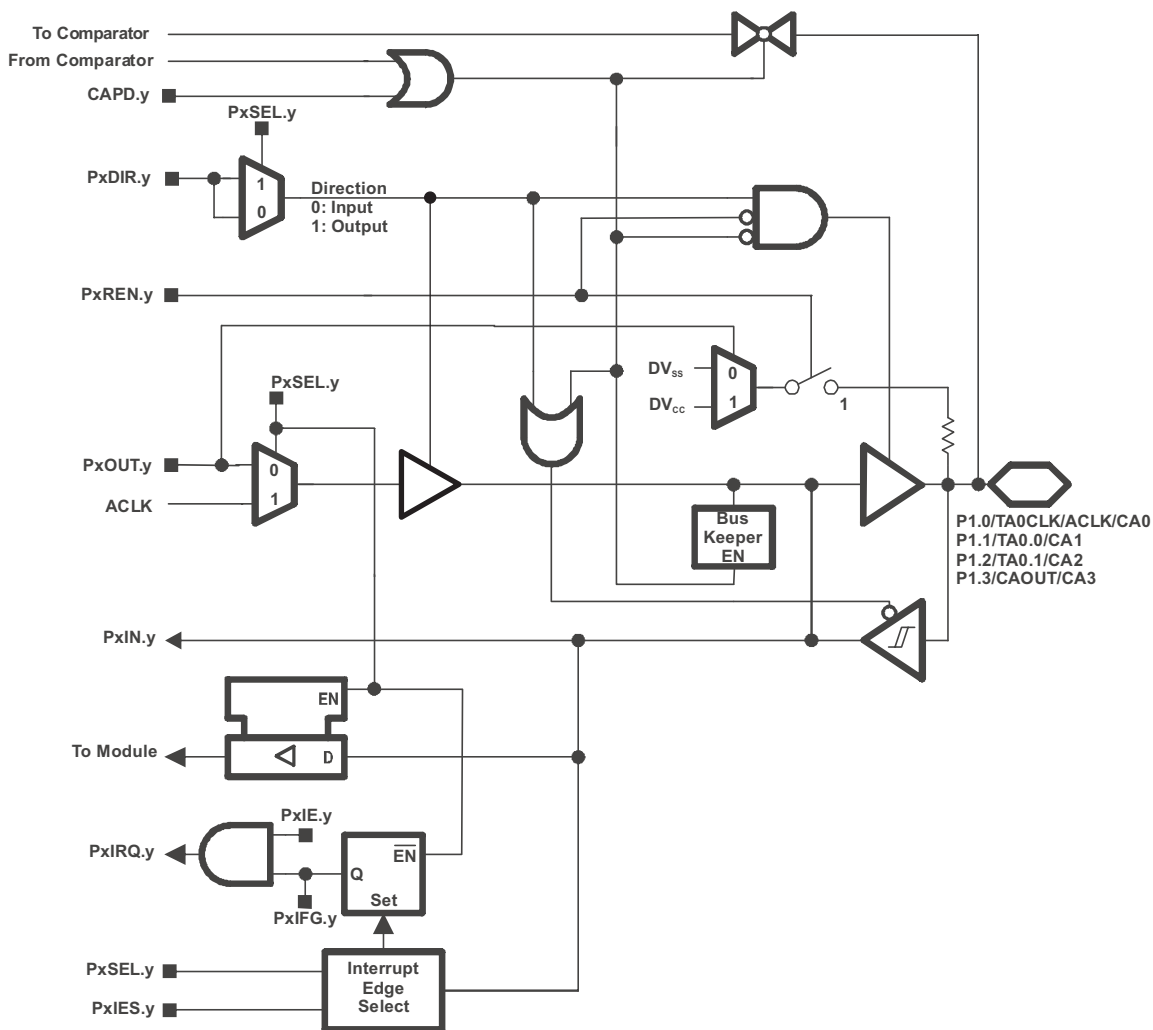 To Comparator
From Comparator
CAPD.y
PxSEL.y
PxDIR.y
1
0
Direction
0: Input
1: Output
PxREN.y
DVSS
0
DVCC
1
1
PxSEL.y
PxOUT.y
0
1
ACLK
Bus
Keeper
EN
P1.0/TA0CLK/ACLK/CA0
P1.1/TA0.0/CA1
P1.2/TA0.1/CA2
P1.3/CAOUT/CA3
PxIN.y
EN
To Module
D
PxIE.y
PxIRQ.y
EN
Q
Set
PxIFG.y
PxSEL.y
PxIES.y
Interrupt
Edge
Select